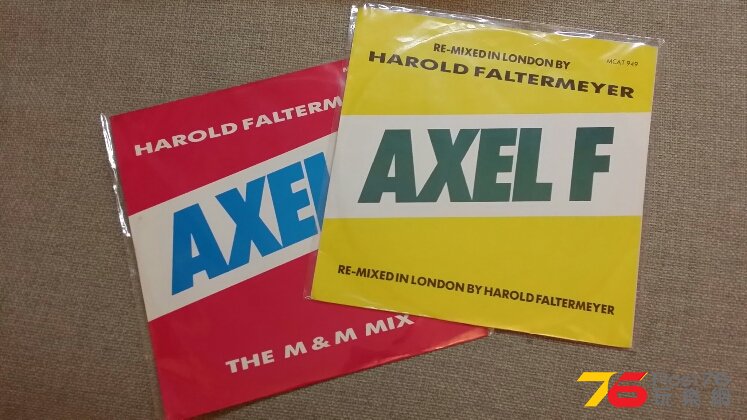 HAROLD FALTERM
AXEL
THE M & M MIX
RE-MIXED IN LONDON BY
HAROLD FALTERMEYER
MCAT 949
AXEL F
RE-MIXED IN LONDON BY HAROLD FALTERMEYER
76